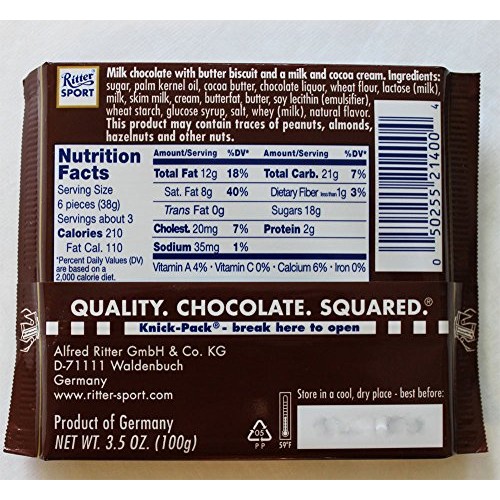 Ritter
SPORT
Milk chocolate with butter biscuit and a milk and cocoa cream. Ingredients:
sugar, palm kernel oil, cocoa butter, chocolate liquor, wheat flour, lactose (milk),
milk, skim milk, cream, butterfat, butter, soy lecithin (emulsifier),
wheat starch, glucose syrup, salt, whey (milk), natural flavor.
This product may contain traces of peanuts, almonds,
hazelnuts and other nuts.
Nutrition
Facts
Serving Size
6 pieces (38g)
Servings about 3
Calories 210
Fat Cal. 110
*Percent Daily Values (DV)
are based on a
2,000 calorie diet.
Amount/Serving %DV* Amount/Serving %DV*
Total Fat 12g 18% Total Carb. 21g 7%
Sat. Fat 8g 40% Dietary Fiber less than 1g 3%
Trans Fat 0g Sugars 18g
Cholest. 20mg 7% Protein 2g
Sodium 35mg 1%
Vitamin A 4% • Vitamin C 0% • Calcium 6% • Iron 0%
0 50255 21400 4
QUALITY. CHOCOLATE. SQUARED.®
Knick-Pack® - break here to open
Alfred Ritter GmbH & Co. KG
D-71111 Waldenbuch
Germany
www.ritter-sport.com
Product of Germany
NET WT. 3.5 OZ. (100g)
05
PP
59°F
Store in a cool, dry place - best before: